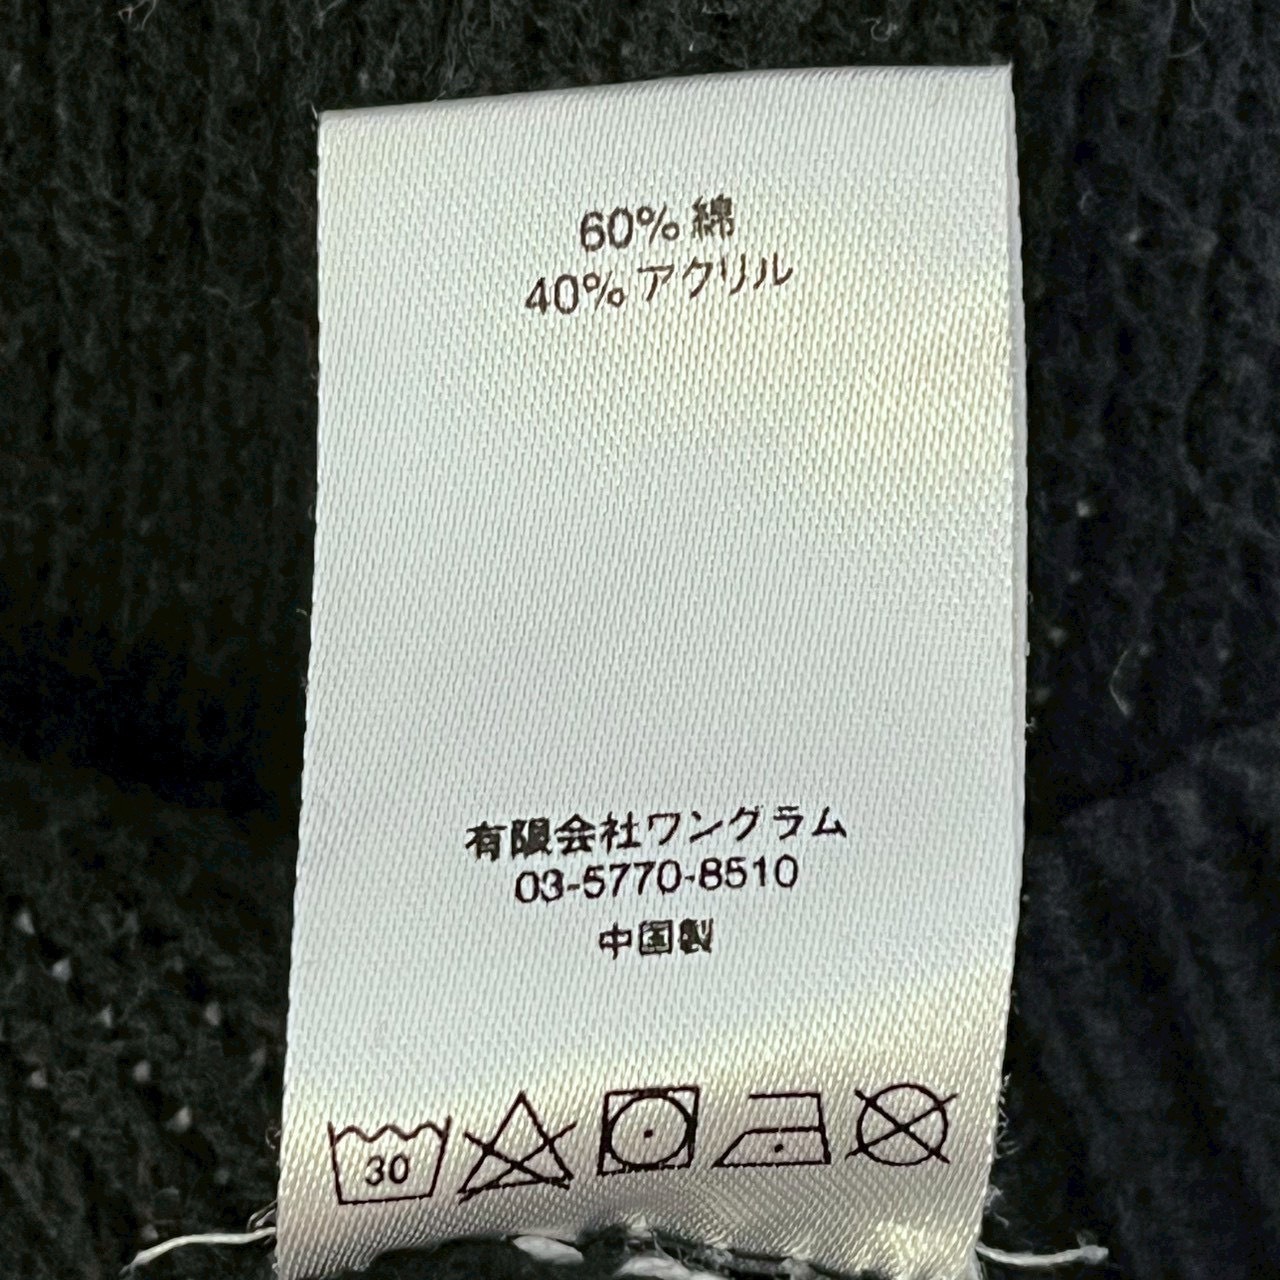 60% 綿
40% アクリル
有限会社ワングラム
03-5770-8510
中国製
30